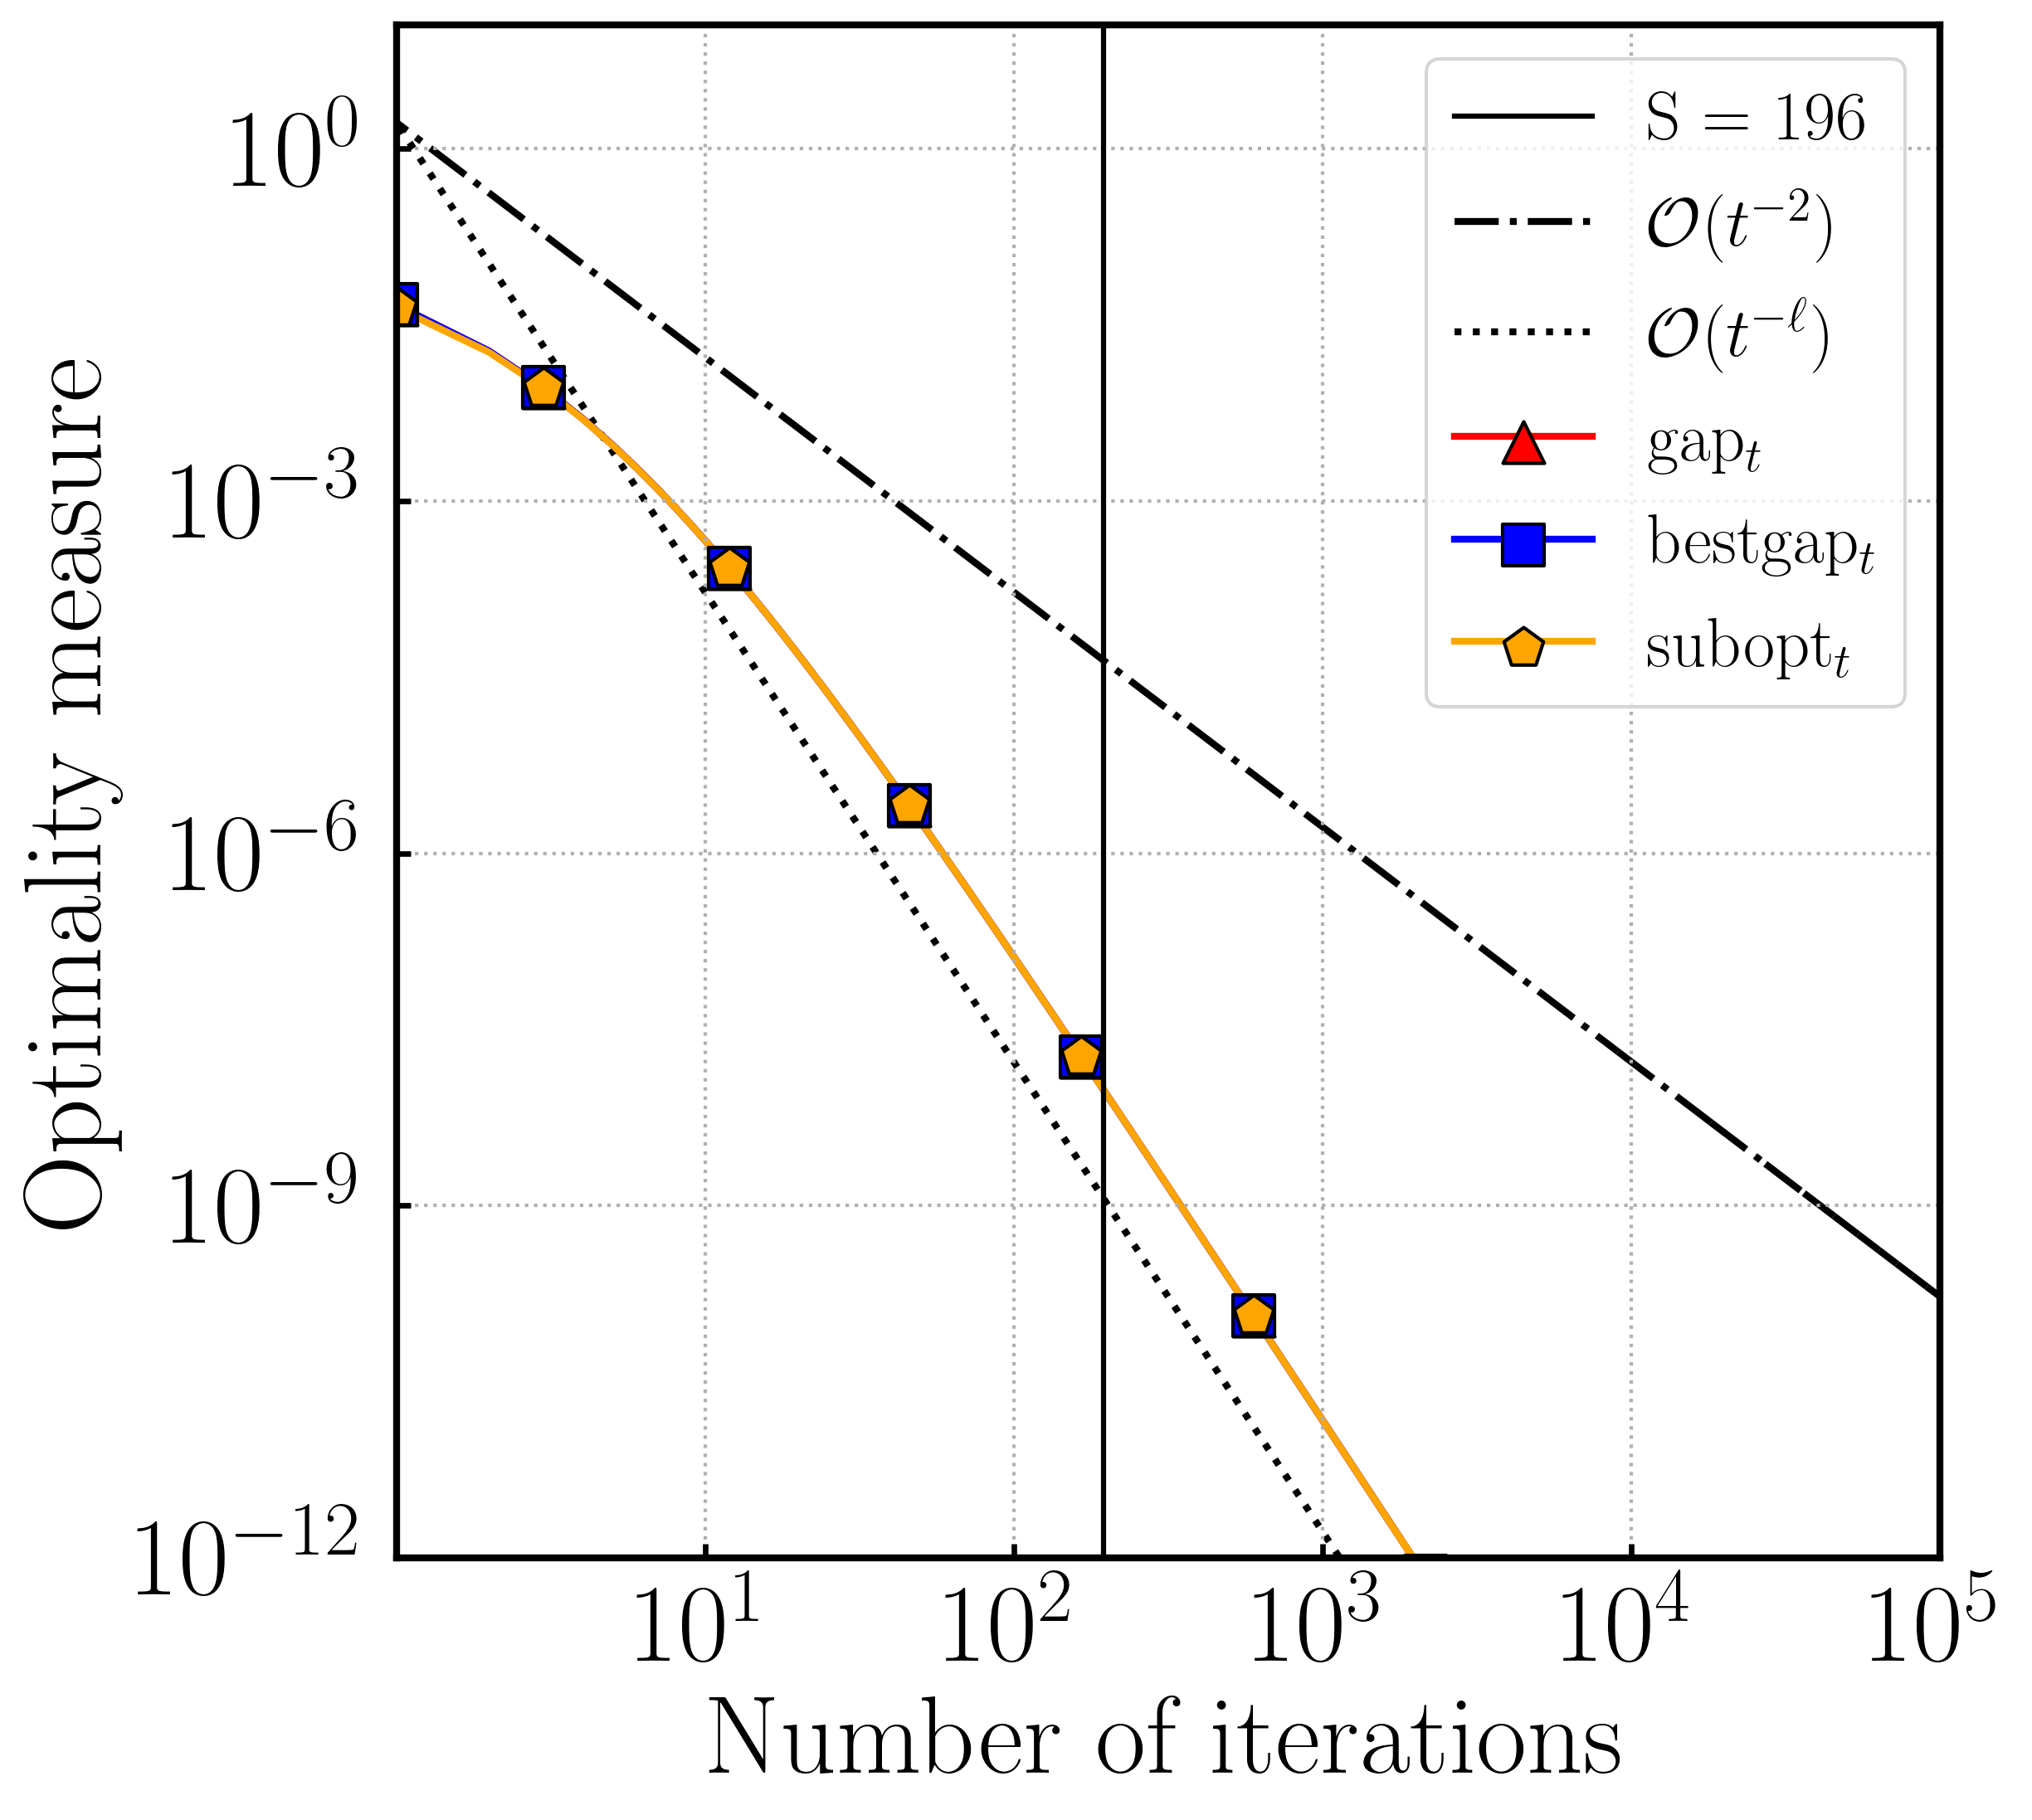 Optimality measure
10⁰
10⁻³
10⁻⁶
10⁻⁹
10⁻¹²
S = 196
𝒪(t⁻²)
𝒪(t^{−ℓ})
gapₜ
bestgapₜ
suboptₜ
10¹ 10² 10³ 10⁴ 10⁵
Number of iterations